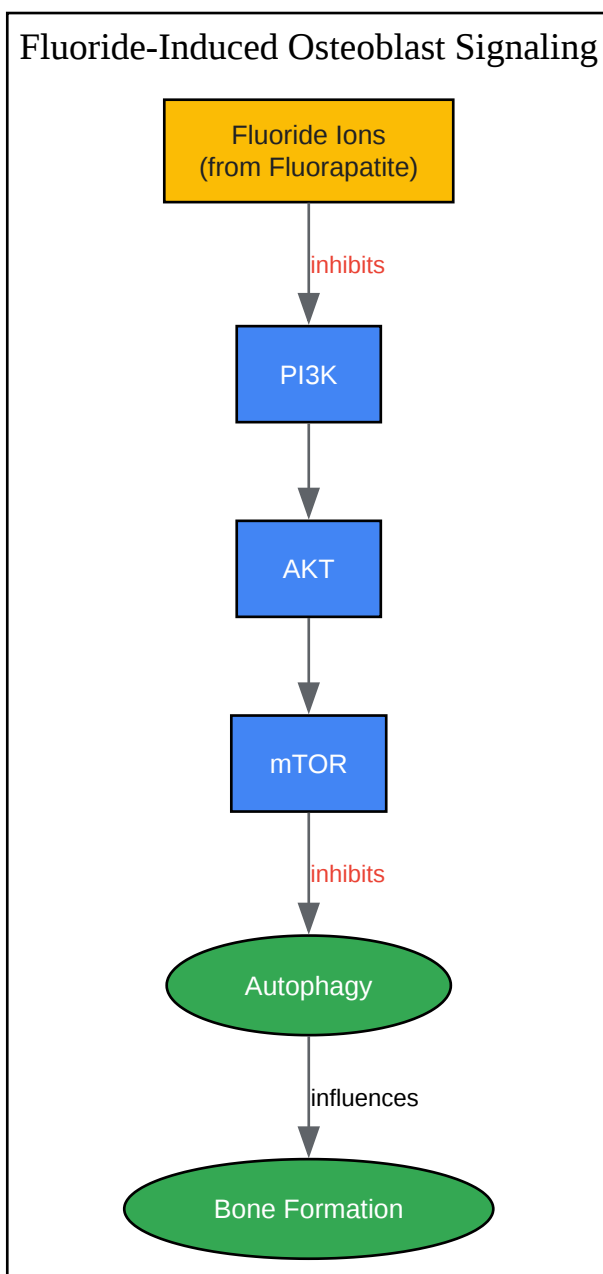 Fluoride-Induced Osteoblast Signaling
Fluoride Ions
(from Fluorapatite)
inhibits
PI3K
AKT
mTOR
inhibits
Autophagy
influences
Bone Formation